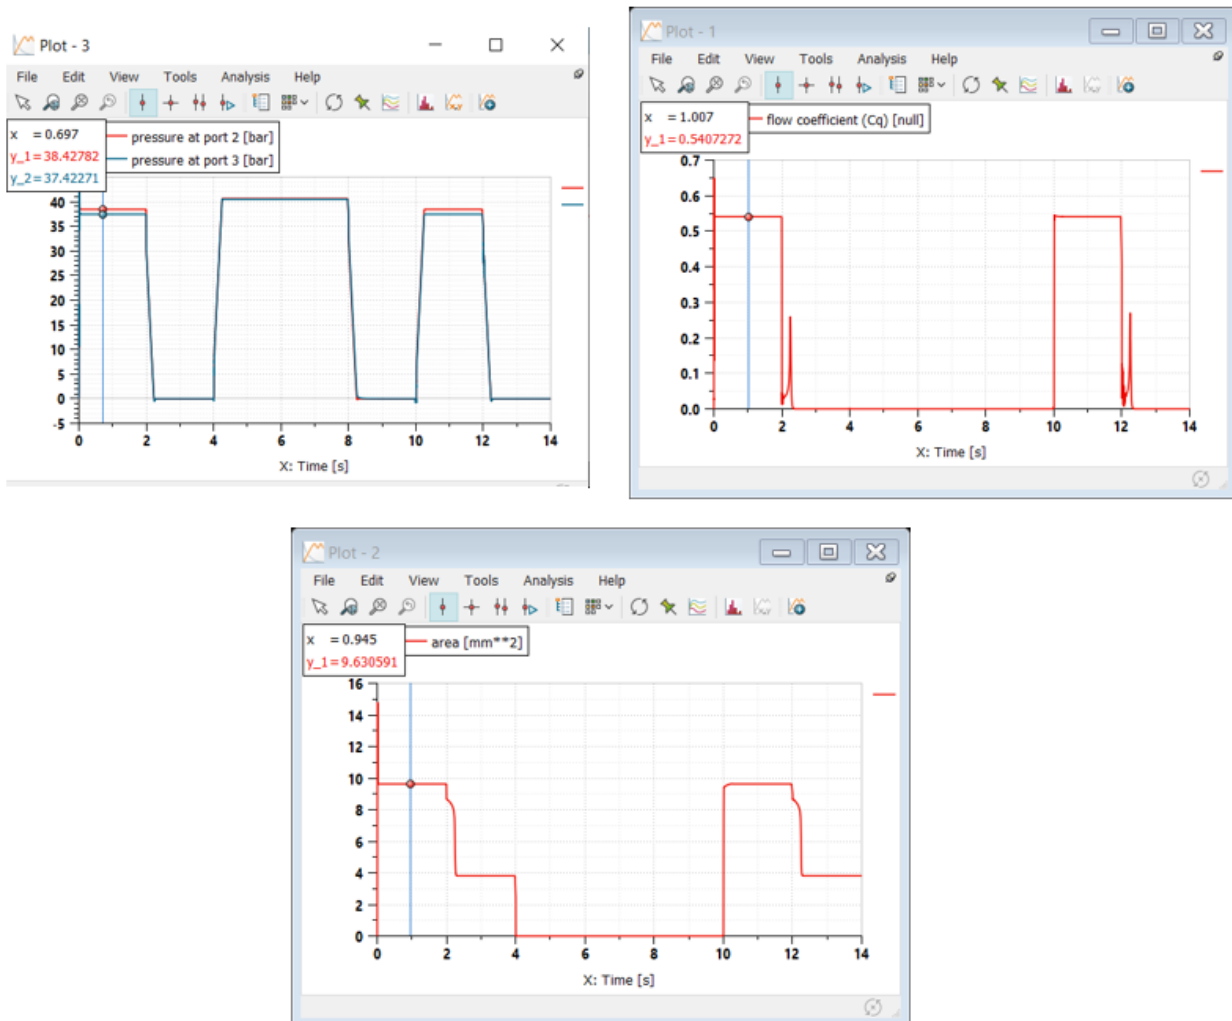 Plot - 3
File Edit View Tools Analysis Help
x = 0.697
y_1=38.42782
y_2=37.42271
pressure at port 2 [bar]
pressure at port 3 [bar]
40
35
30
25
20
15
10
5
0
-5
0 2 4 6 8 10 12 14
X: Time [s]
Plot - 1
File Edit View Tools Analysis Help
x = 1.007
y_1=0.5407272
flow coefficient (Cq) [null]
0.7
0.6
0.5
0.4
0.3
0.2
0.1
0.0
0 2 4 6 8 10 12 14
X: Time [s]
Plot - 2
File Edit View Tools Analysis Help
x = 0.945
y_1=9.630591
area [mm**2]
16
14
12
10
8
6
4
2
0
0 2 4 6 8 10 12 14
X: Time [s]